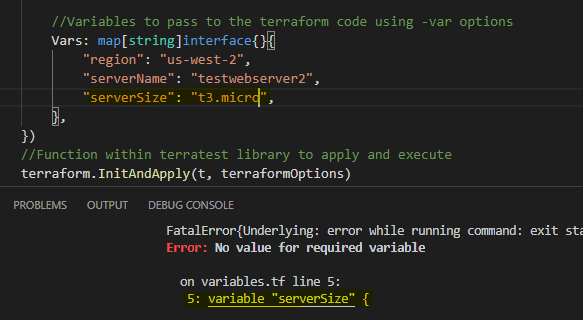 //Variables to pass to the terraform code using -var options
Vars: map[string]interface{}{
"region": "us-west-2",
"serverName": "testwebserver2",
"serverSize": "t3.micro",
},
})
//Function within terratest library to apply and execute
terraform.InitAndApply(t, terraformOptions)
PROBLEMS OUTPUT DEBUG CONSOLE
FatalError{Underlying: error while running command: exit sta
Error: No value for required variable
on variables.tf line 5:
5: variable "serverSize" {